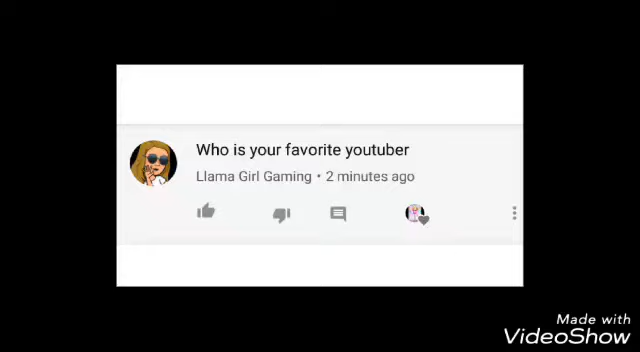 Who is your favorite youtuber
Llama Girl Gaming • 2 minutes ago
Made with
VideoShow